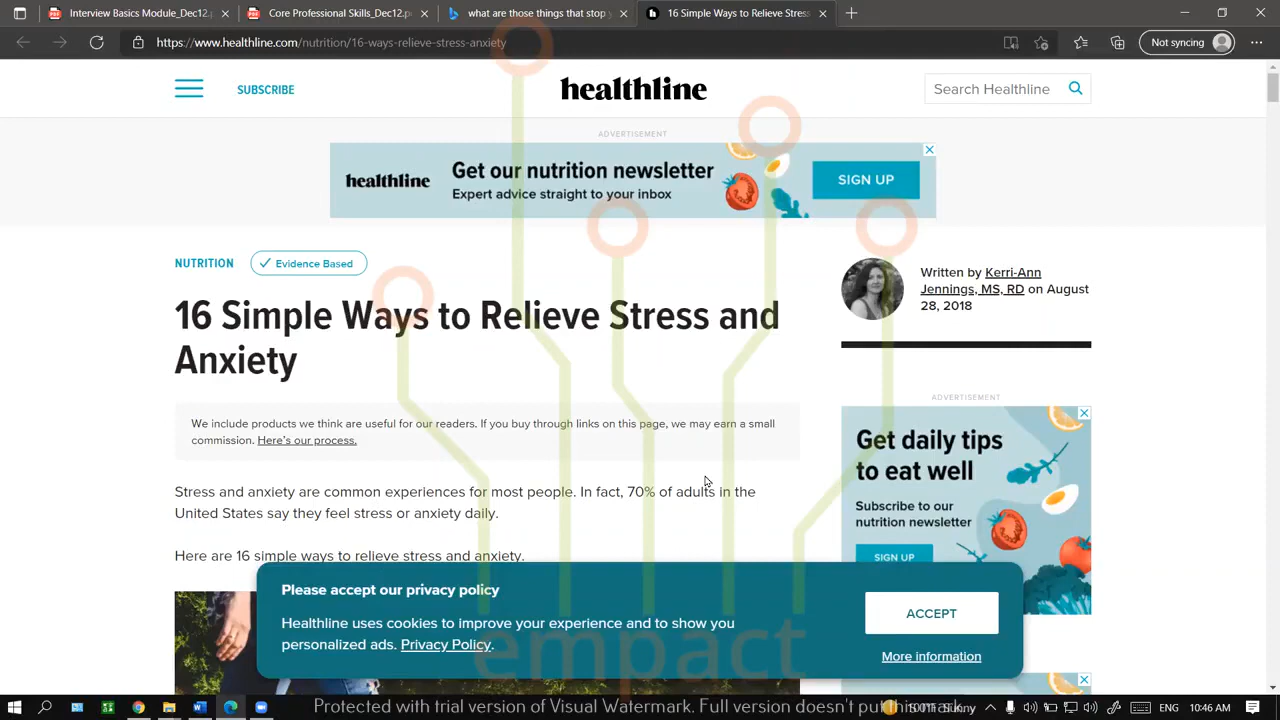 Interview Basics Module_Dec12.p
Interview Skills_Dec12.pdf
16 Simple Ways to Relieve Stres
https://www.healthline.com/nutrition/16-ways-relieve-stress-anxiety
Not syncing
SUBSCRIBE
healthline
Search Healthline
ADVERTISEMENT
healthline
Get our nutrition newsletter
Expert advice straight to your inbox
SIGN UP
NUTRITION
Evidence Based
16 Simple Ways to Relieve Stress and
Anxiety
Written by Kerri-Ann
Jennings, MS, RD on August
28, 2018
We include products we think are useful for our readers. If you buy through links on this page, we may earn a small
commission. Here's our process.
Stress and anxiety are common experiences for most people. In fact, 70% of adults in the
United States say they feel stress or anxiety daily.
Here are 16 simple ways to relieve stress and anxiety.
ADVERTISEMENT
Get daily tips
to eat well
Subscribe to our
nutrition newsletter
SIGN UP
Please accept our privacy policy
Healthline uses cookies to improve your experience and to show you
personalized ads. Privacy Policy.
ACCEPT
More information
empact
Protected with trial version of Visual Watermark. Full version doesn't put this mark.
Sunny
ENG
10:46 AM